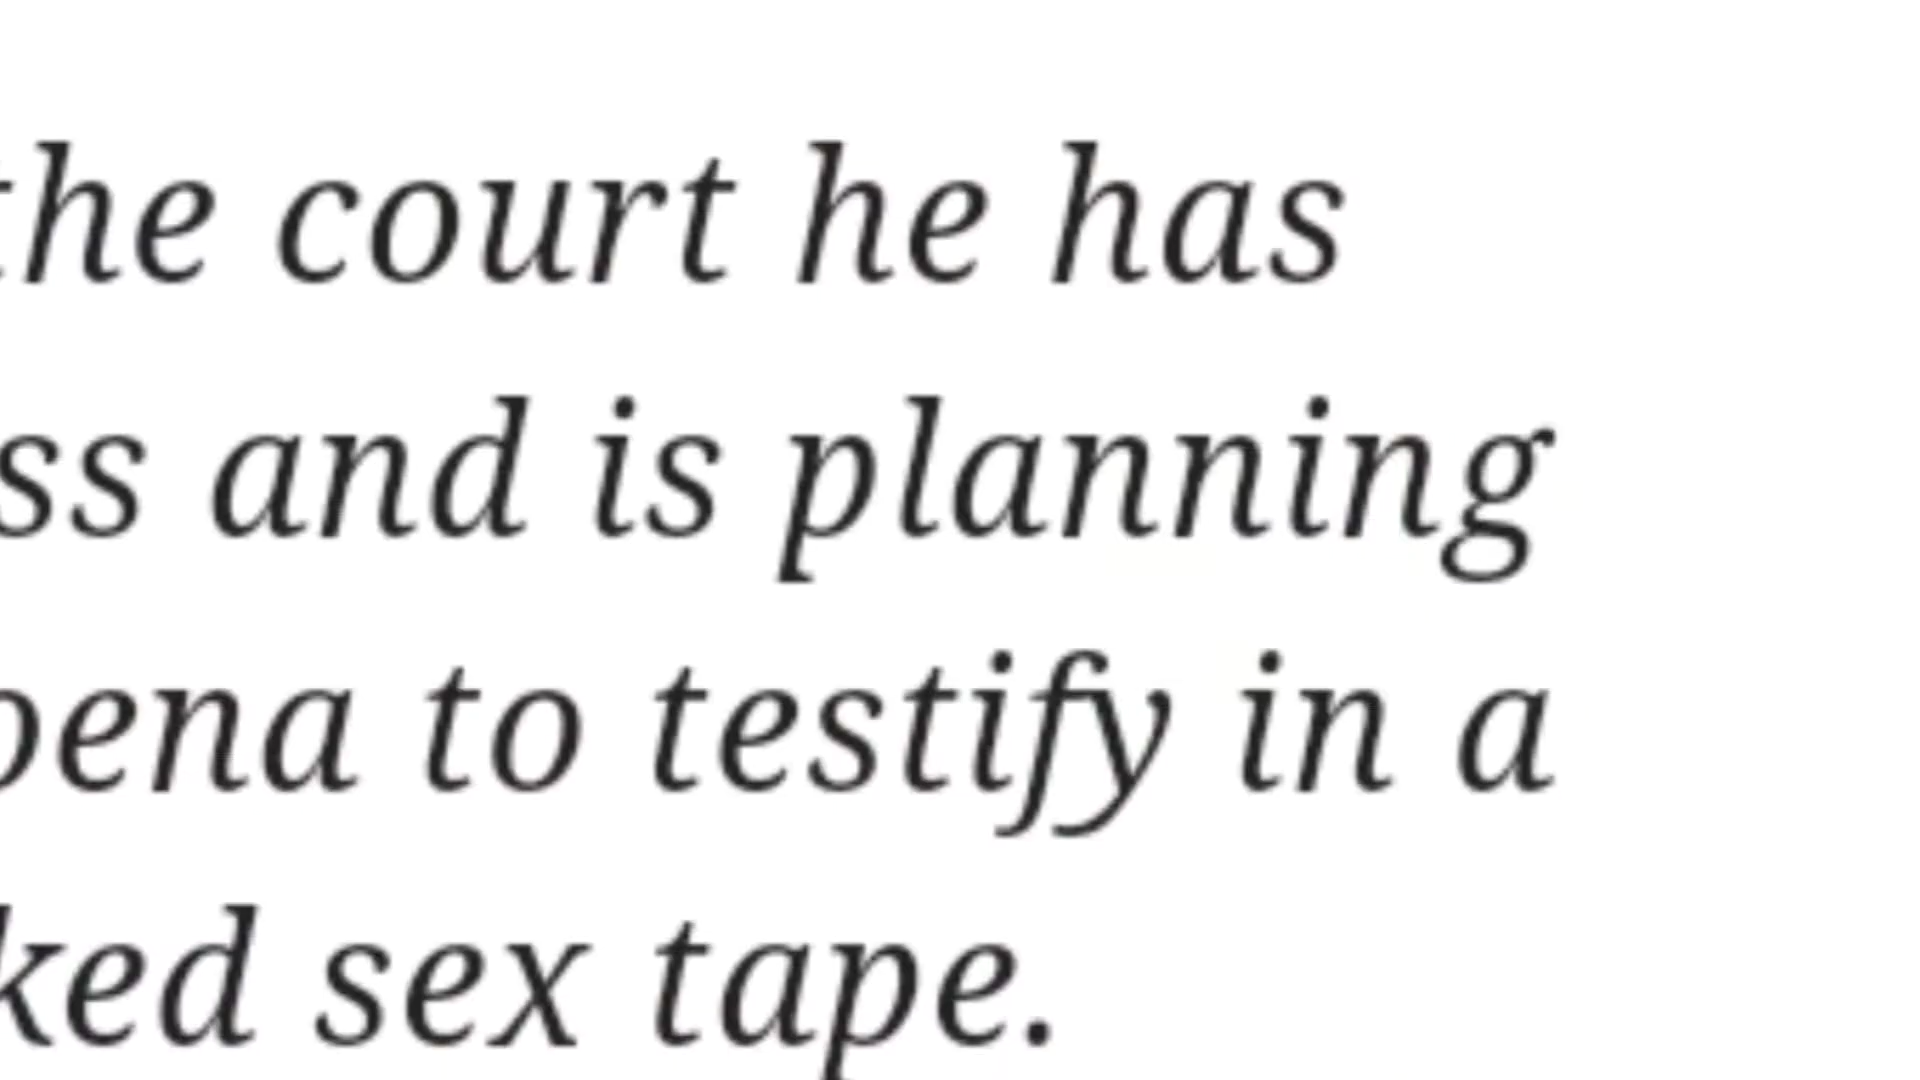 the court he has
ss and is planning
pena to testify in a
ked sex tape.